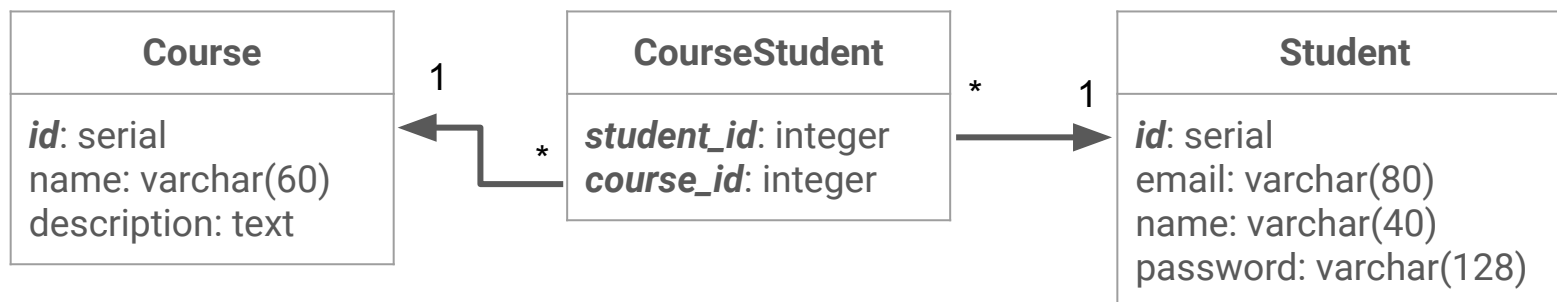 Course
id: serial
name: varchar(60)
description: text
1
*
CourseStudent
student_id: integer
course_id: integer
*
1
Student
id: serial
email: varchar(80)
name: varchar(40)
password: varchar(128)